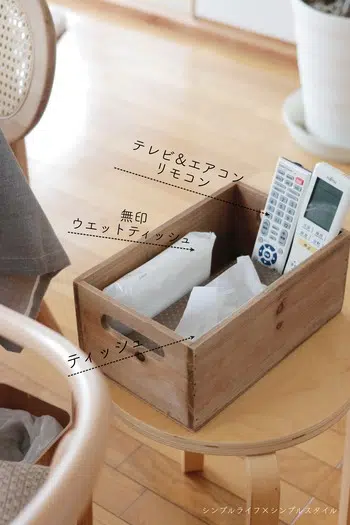 テレビ&エアコン
リモコン
無印
ウエットティッシュ
ティッシュ
シンプルライフ×シンプルスタイル